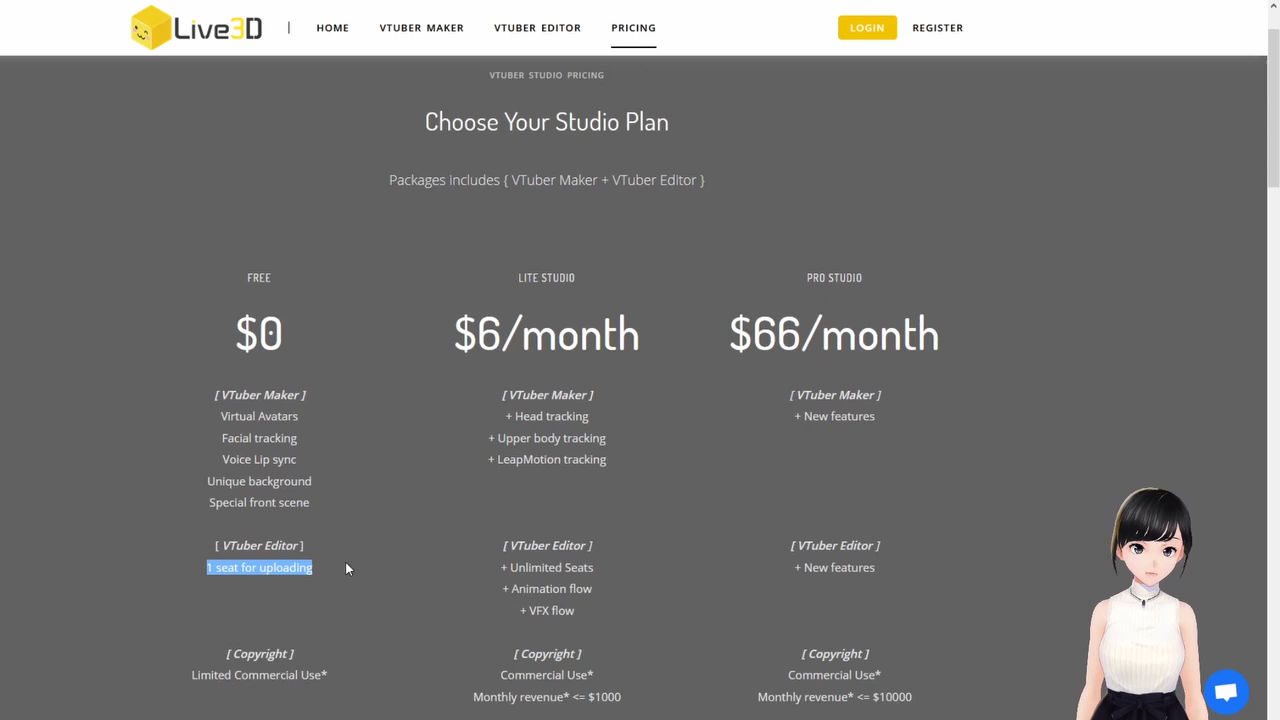 Live3D
HOME
VTUBER MAKER
VTUBER EDITOR
PRICING
LOGIN
REGISTER
VTUBER STUDIO PRICING
Choose Your Studio Plan
Packages includes { VTuber Maker + VTuber Editor }
FREE
$0
[ VTuber Maker ]
Virtual Avatars
Facial tracking
Voice Lip sync
Unique background
Special front scene
[ VTuber Editor ]
1 seat for uploading
[ Copyright ]
Limited Commercial Use*
LITE STUDIO
$6/month
[ VTuber Maker ]
+ Head tracking
+ Upper body tracking
+ LeapMotion tracking
[ VTuber Editor ]
+ Unlimited Seats
+ Animation flow
+ VFX flow
[ Copyright ]
Commercial Use*
Monthly revenue* <= $1000
PRO STUDIO
$66/month
[ VTuber Maker ]
+ New features
[ VTuber Editor ]
+ New features
[ Copyright ]
Commercial Use*
Monthly revenue* <= $10000